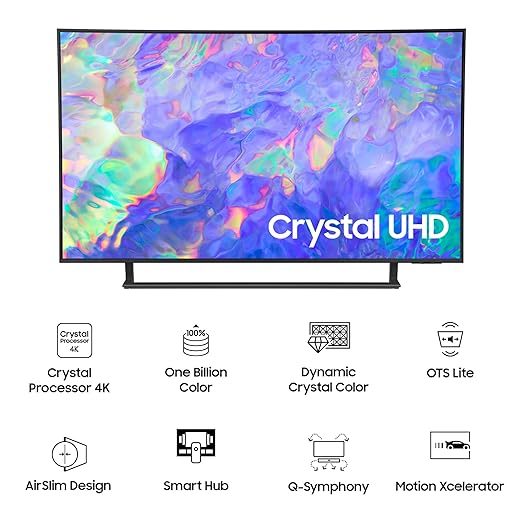 Crystal UHD
Crystal
Processor
4K
100%
Crystal
Processor 4K
One Billion
Color
Dynamic
Crystal Color
OTS Lite
AirSlim Design
Smart Hub
Q-Symphony
Motion Xcelerator